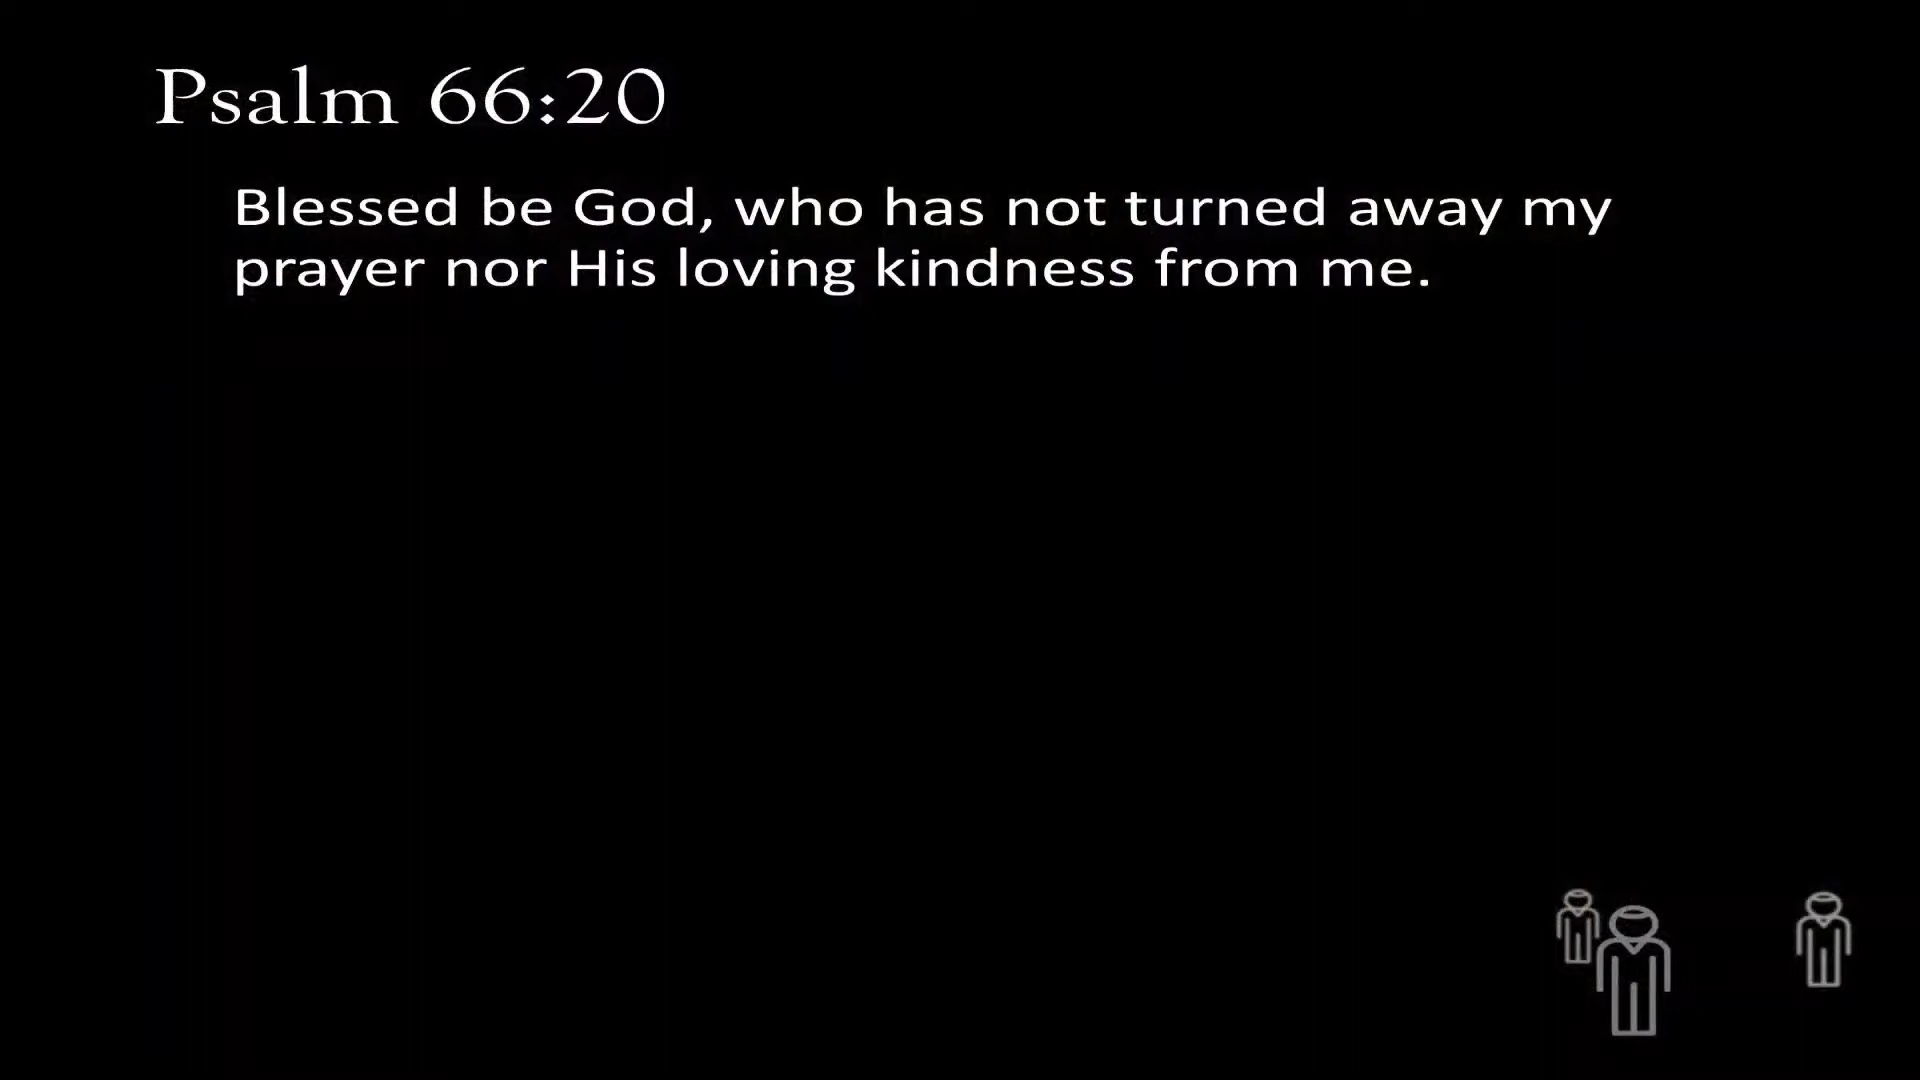 Psalm 66:20
Blessed be God, who has not turned away my
prayer nor His loving kindness from me.